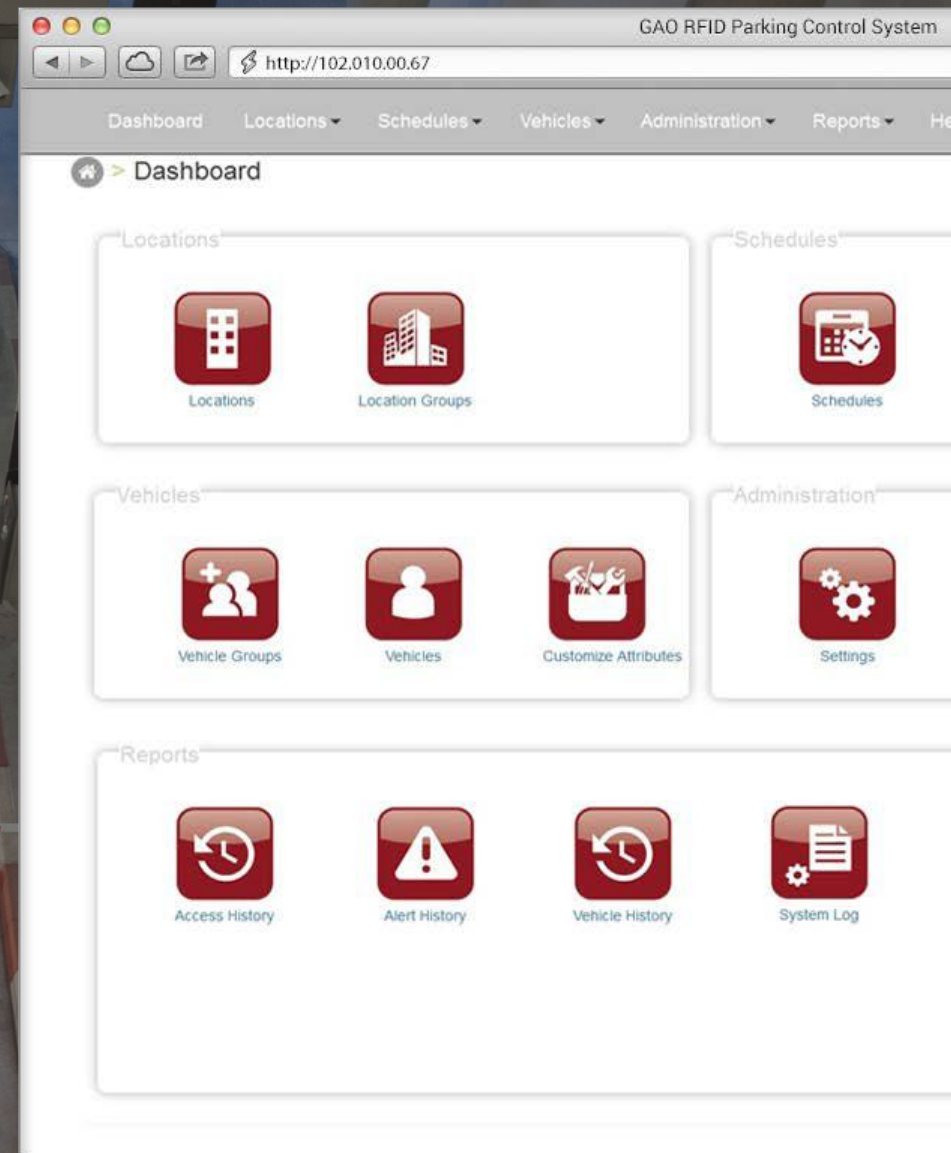 GAO RFID Parking Control System
http://102.010.00.67
Dashboard Locations Schedules Vehicles Administration Reports
> Dashboard
Locations
Schedules
Locations
Location Groups
Schedules
Vehicles
Administration
Vehicle Groups
Vehicles
Customize Attributes
Settings
Reports
Access History
Alert History
Vehicle History
System Log